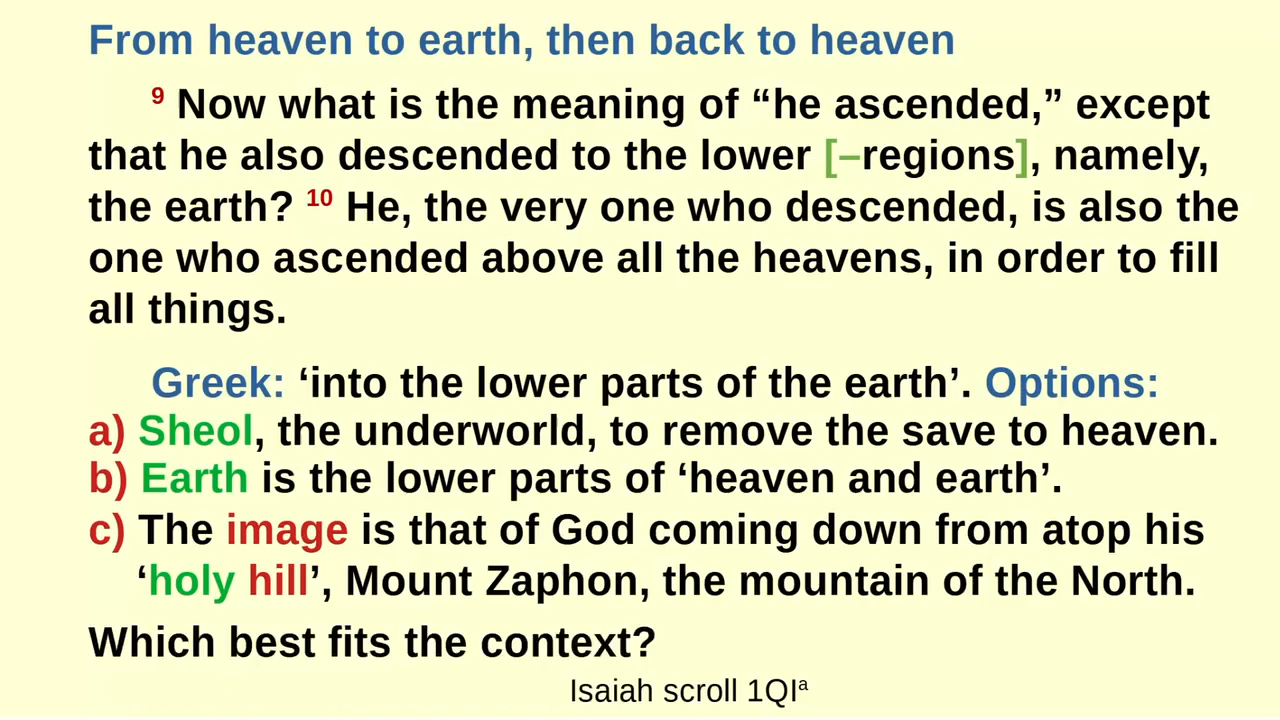 From heaven to earth, then back to heaven
9 Now what is the meaning of “he ascended,” except
that he also descended to the lower [–regions], namely,
the earth? 10 He, the very one who descended, is also the
one who ascended above all the heavens, in order to fill
all things.
Greek: ‘into the lower parts of the earth’. Options:
a) Sheol, the underworld, to remove the save to heaven.
b) Earth is the lower parts of ‘heaven and earth’.
c) The image is that of God coming down from atop his
‘holy hill’, Mount Zaphon, the mountain of the North.
Which best fits the context?
Isaiah scroll 1QIa